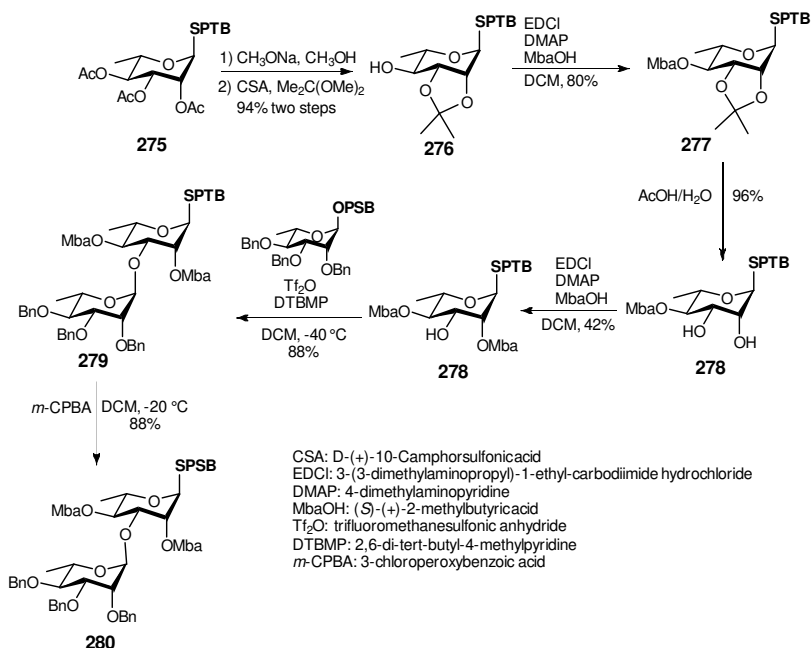 SPTB
O
AcO
AcO
OAc
275
1) CH3ONa, CH3OH
2) CSA, Me2C(OMe)2
94% two steps
SPTB
O
HO
O
O
276
EDCI
DMAP
MbaOH
DCM, 80%
SPTB
O
MbaO
O
O
277
AcOH/H2O
96%
SPTB
O
MbaO
HO
OH
278
EDCI
DMAP
MbaOH
DCM, 42%
SPTB
O
MbaO
HO
OMba
278
OPSB
O
BnO
BnO
OBn
Tf2O
DTBMP
DCM, -40 °C
88%
SPTB
O
MbaO
O
OMba
O
BnO
BnO
OBn
279
m-CPBA
DCM, -20 °C
88%
SPSB
O
MbaO
O
OMba
O
BnO
BnO
OBn
280
CSA: D-(+)-10-Camphorsulfonicacid
EDCI: 3-(3-dimethylaminopropyl)-1-ethyl-carbodiimide hydrochloride
DMAP: 4-dimethylaminopyridine
MbaOH: (S)-(+)-2-methylbutyricacid
Tf2O: trifluoromethanesulfonic anhydride
DTBMP: 2,6-di-tert-butyl-4-methylpyridine
m-CPBA: 3-chloroperoxybenzoic acid